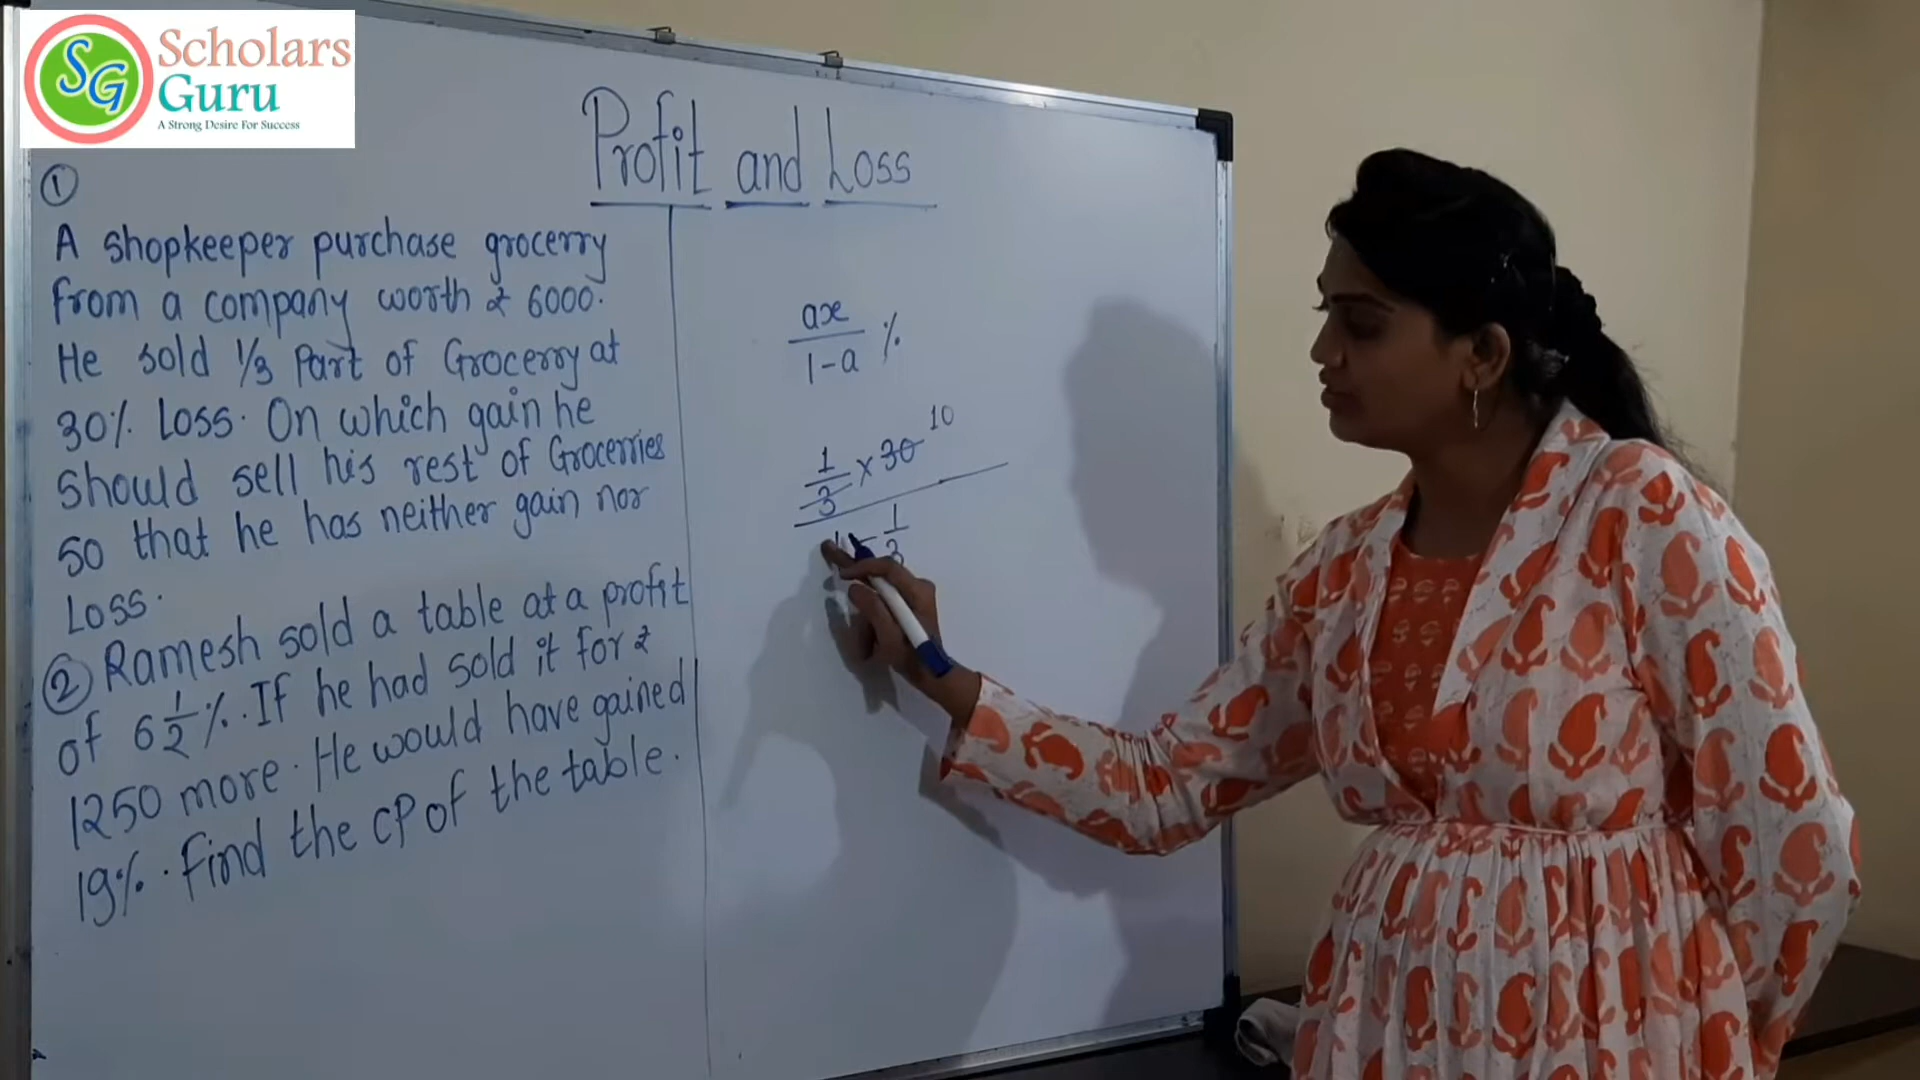 SG
Scholars
Guru
A Strong Desire For Success
Profit and Loss
①
A shopkeeper purchase grocerry
from a company worth ₹ 6000.
He sold 1/3 Part of Grocerry at
30% Loss. On which gain he
should sell his rest of Grocerries
so that he has neither gain nor
Loss.
② Ramesh sold a table at a profit
of 6 1/2 %. If he had sold it for ₹
1250 more. He would have gained
19%. Find the CP of the table.
ax
1-a %
10
1/3 × 30
1 - 1/3